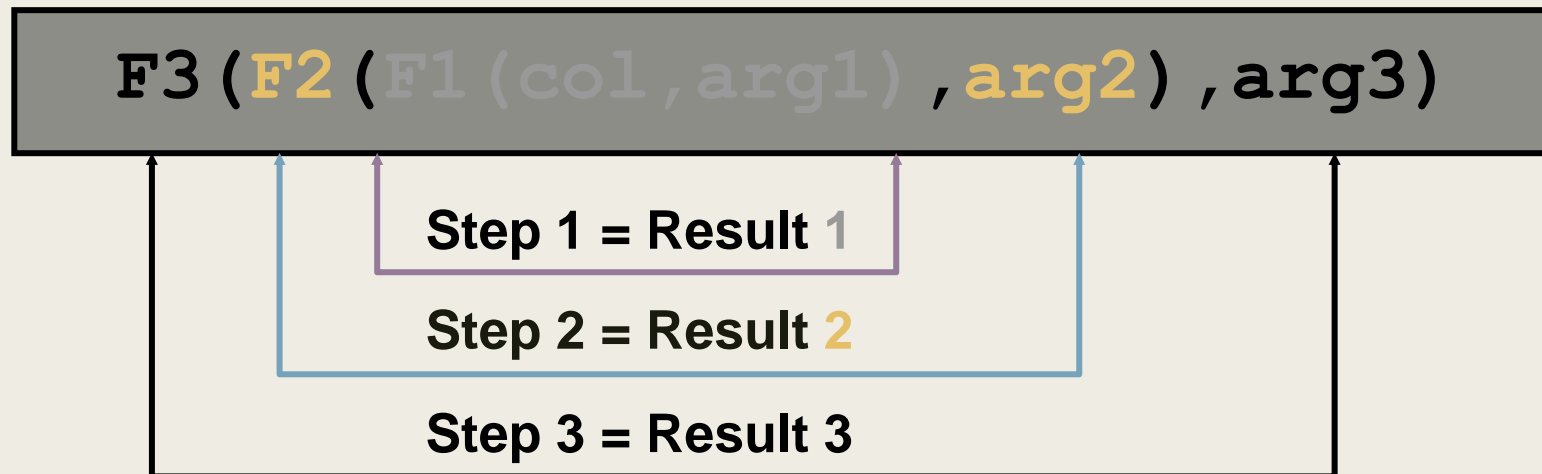 F3(F2(F1(col,arg1),arg2),arg3)
Step 1 = Result 1
Step 2 = Result 2
Step 3 = Result 3